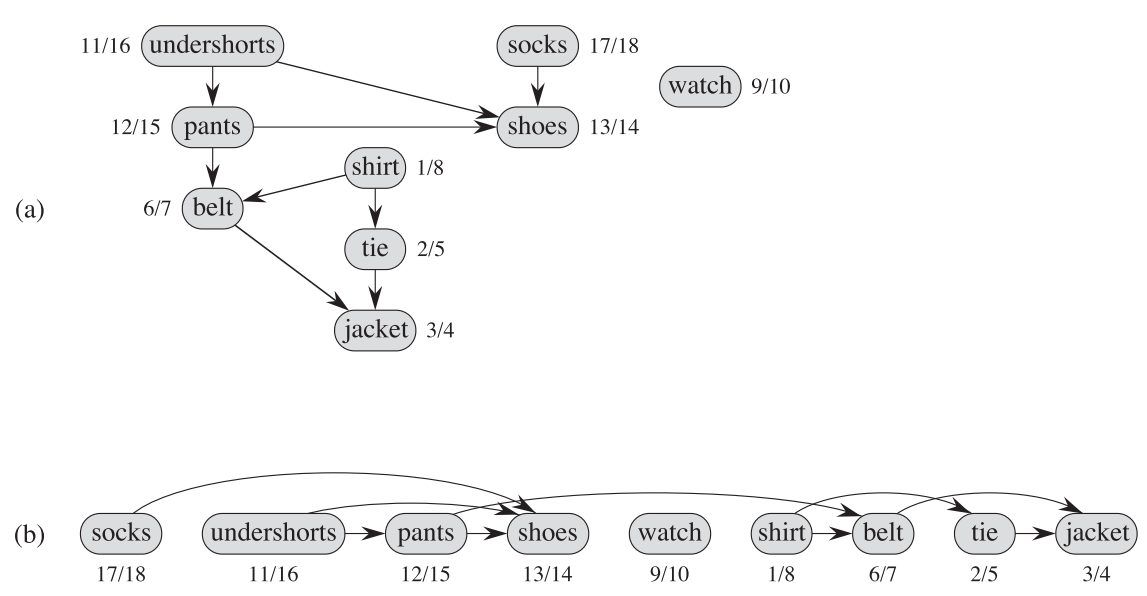 11/16 undershorts socks 17/18
watch 9/10
12/15 pants shoes 13/14
shirt 1/8
(a) 6/7 belt
tie 2/5
jacket 3/4
(b) socks undershorts pants shoes watch shirt belt tie jacket
17/18 11/16 12/15 13/14 9/10 1/8 6/7 2/5 3/4